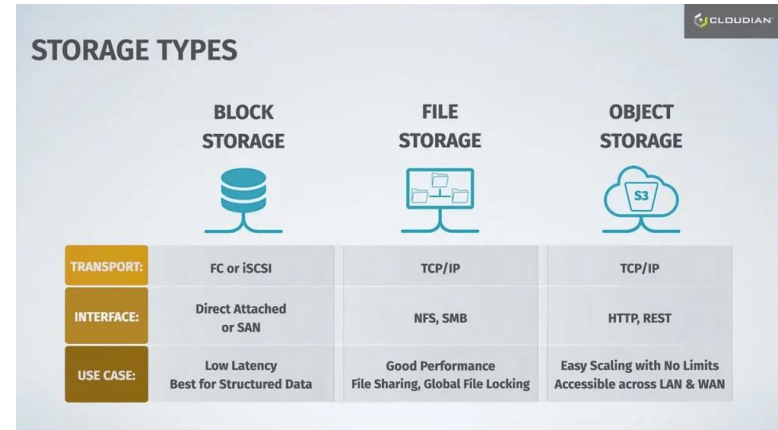 CLOUDIAN
STORAGE TYPES
BLOCK
STORAGE
FILE
STORAGE
OBJECT
STORAGE
S3
TRANSPORT:
FC or iSCSI
TCP/IP
TCP/IP
INTERFACE:
Direct Attached
or SAN
NFS, SMB
HTTP, REST
USE CASE:
Low Latency
Best for Structured Data
Good Performance
File Sharing, Global File Locking
Easy Scaling with No Limits
Accessible across LAN & WAN